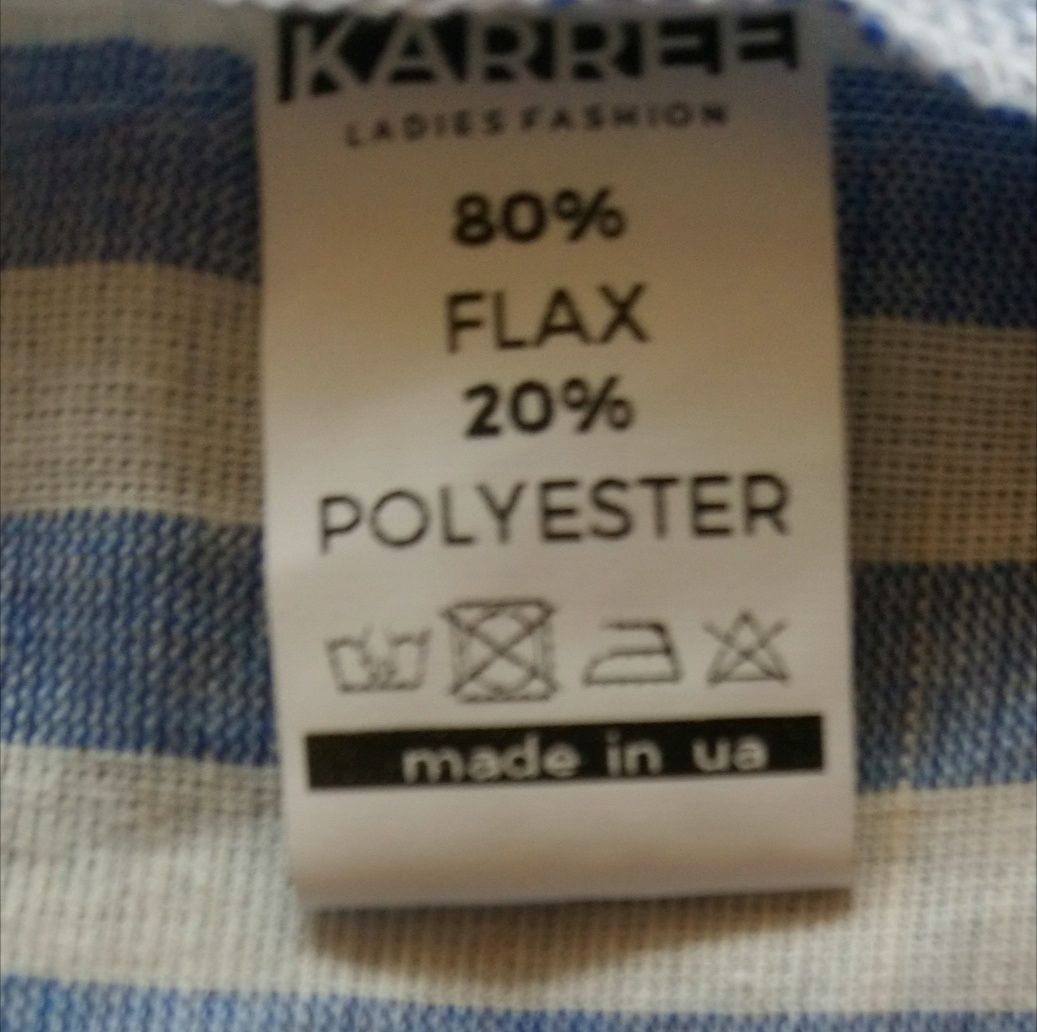 KARREE
LADIES FASHION
80%
FLAX
20%
POLYESTER
made in ua